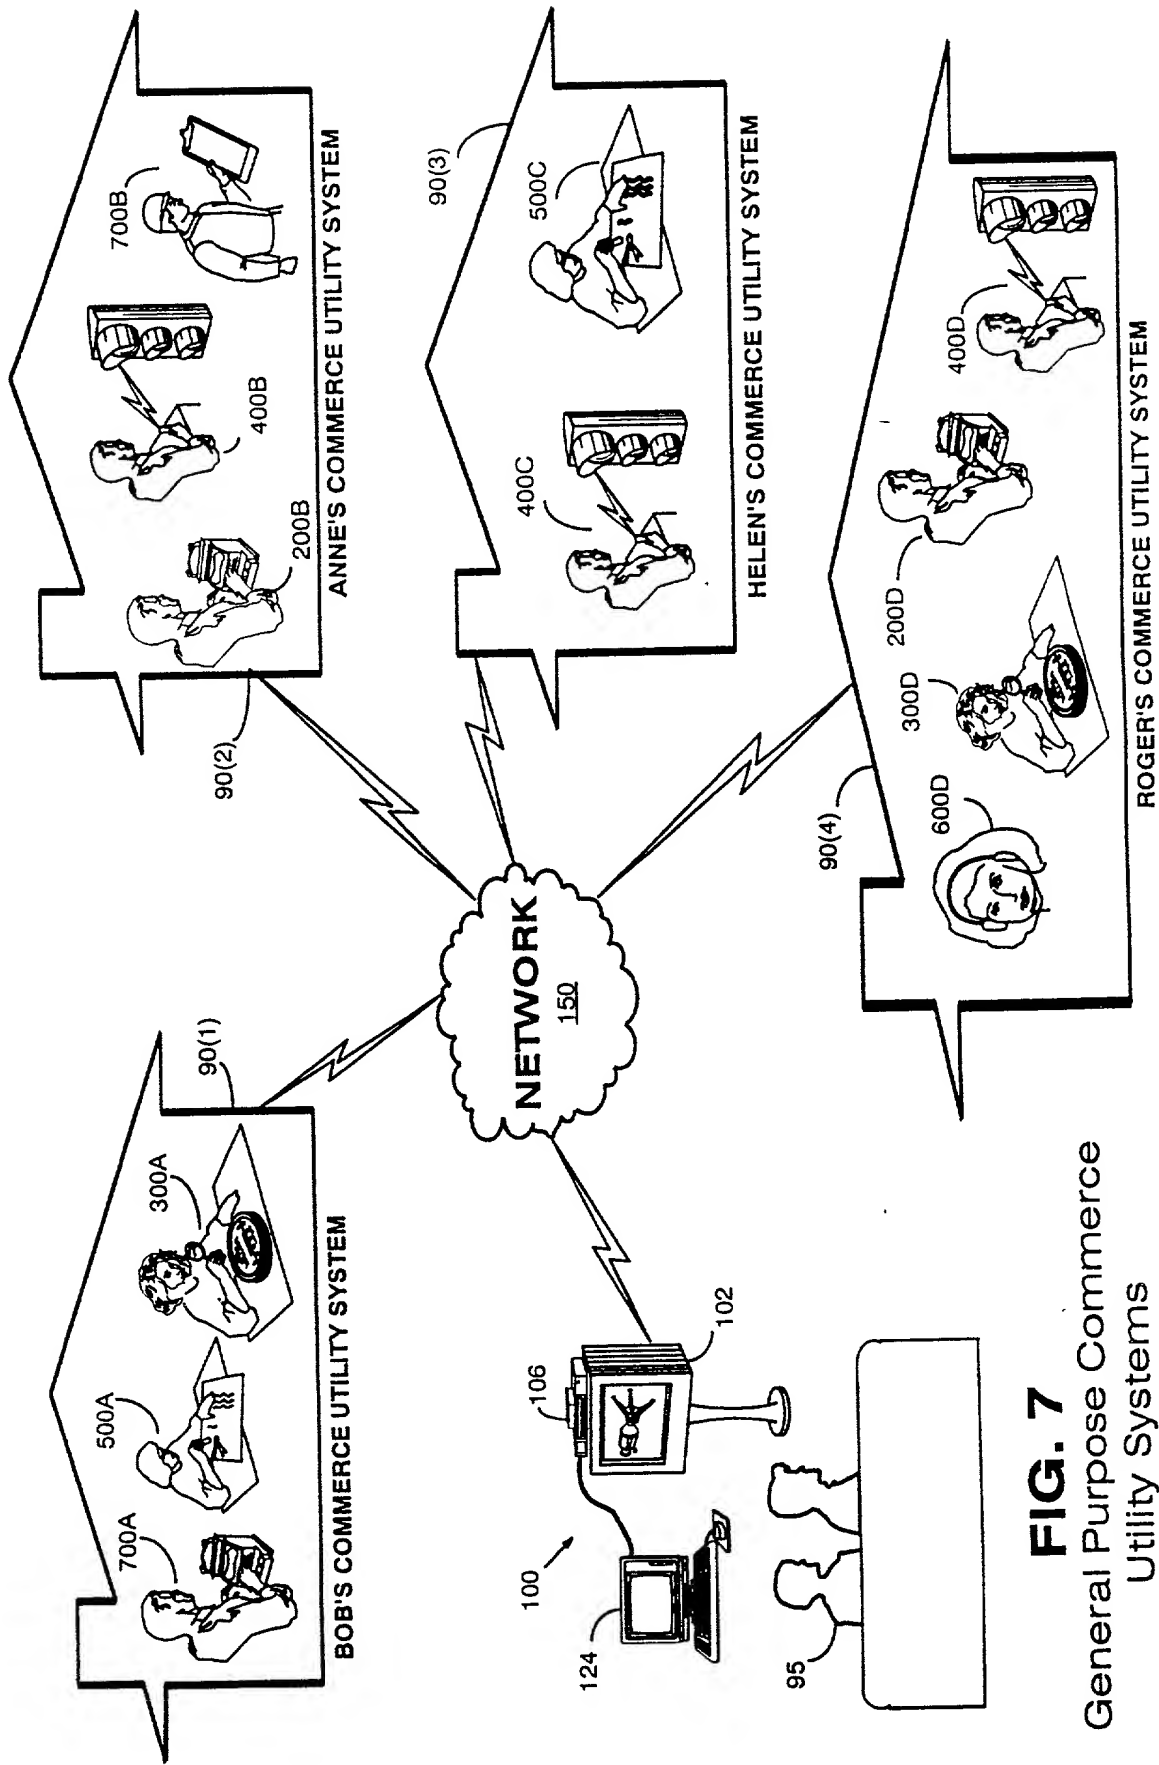 90(1)
700A
500A
300A
BOB'S COMMERCE UTILITY SYSTEM
90(2)
200B
400B
700B
ANNE'S COMMERCE UTILITY SYSTEM
90(3)
400C
500C
HELEN'S COMMERCE UTILITY SYSTEM
NETWORK
150
90(4)
600D
300D
200D
400D
ROGER'S COMMERCE UTILITY SYSTEM
100
124
106
102
95
FIG. 7
General Purpose Commerce
Utility Systems